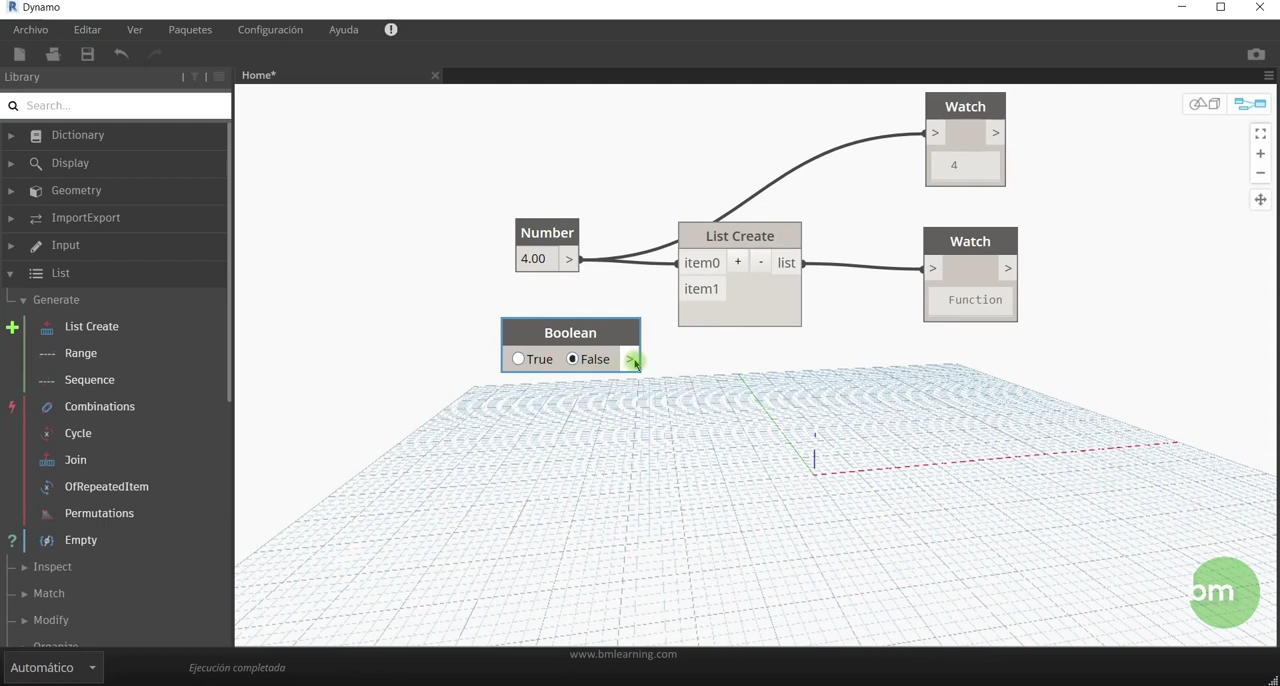 Dynamo
Archivo Editar Ver Paquetes Configuración Ayuda
Library
Home*
Search...
Dictionary
Display
Geometry
ImportExport
Input
List
Generate
List Create
Range
Sequence
Combinations
Cycle
Join
OfRepeatedItem
Permutations
Empty
Inspect
Match
Modify
Organize
Watch
> >
4
Number
4.00 >
List Create
item0 + - list
item1
Watch
> >
Function
Boolean
True False >
bm
www.bmlearning.com
Automático
Ejecución completada